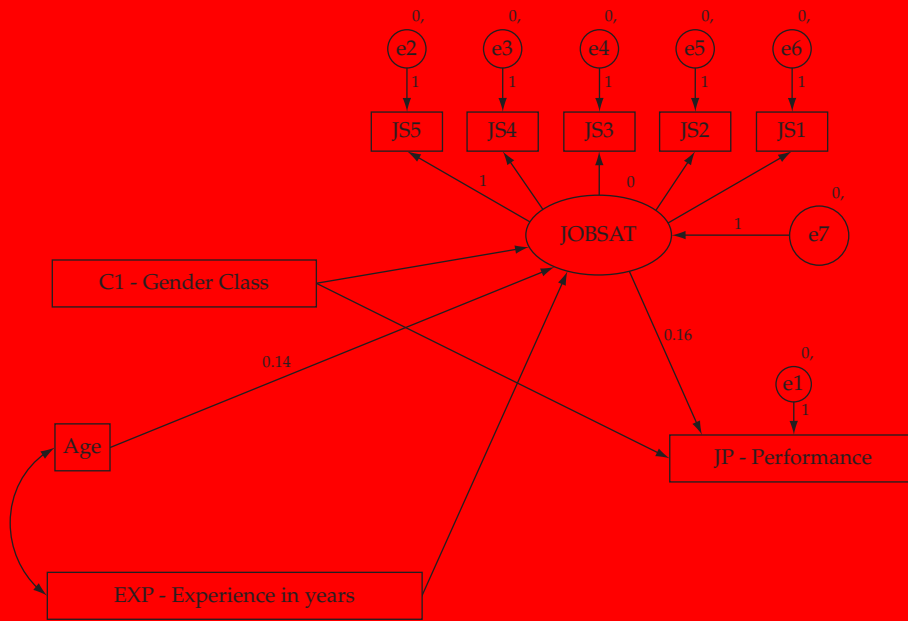 0, 0, 0, 0, 0,
e2 e3 e4 e5 e6
1 1 1 1 1
JS5 JS4 JS3 JS2 JS1
1 0
0,
JOBSAT 1 e7
C1 - Gender Class
0.16
0.14
0,
e1
1
Age
JP - Performance
EXP - Experience in years